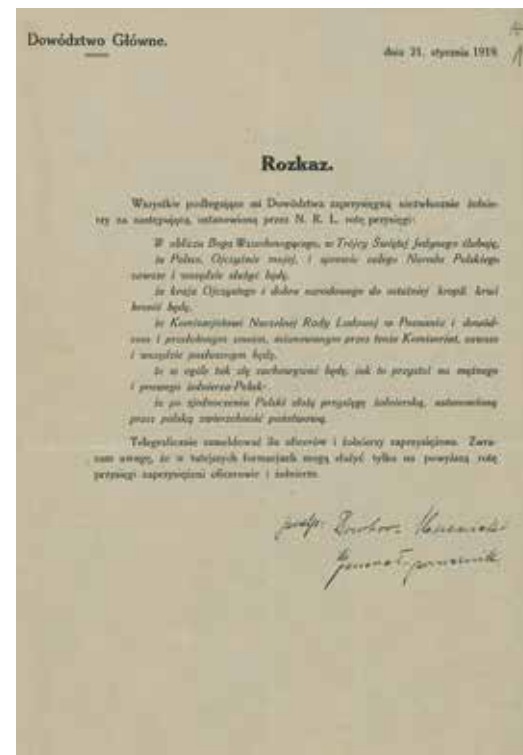 Dowództwo Główne.
dnia 21. stycznia 1919.
Rozkaz.
Wszystkie podlegające mi Dowództwa zaprzysięgną niezwłocznie żołnie-
rzy na następującą, ustanowioną przez N. R. L. rotę przysięgi:
W obliczu Boga Wszechmogącego, w Trójcy Świętej Jedynego ślubuję,
że Polsce, Ojczyźnie mojej, i sprawie całego Narodu Polskiego
zawsze i wszędzie służyć będę,
że kraju Ojczystego i dobra narodowego do ostatniej kropli krwi
bronić będę,
że Komisarjatowi Naczelnej Rady Ludowej w Poznaniu i dowód-
com i przełożonym swoim, mianowanym przez tenże Komisarjat, zawsze
i wszędzie posłusznym będę,
że w ogóle tak się zachowywać będę, jak to przystoi na mężnego
i prawego żołnierza-Polaka,
że po zjednoczeniu Polski złożę przysięgę żołnierską, ustanowioną
przez polską zwierzchność państwową.
Telegraficznie zameldować ilu oficerów i żołnierzy zaprzysiężono. Zwra-
cam uwagę, że w tutejszych formacjach mogą służyć tylko na powyższą rotę
przysięgi zaprzysiężeni oficerowie i żołnierze.
podp. Dowbor